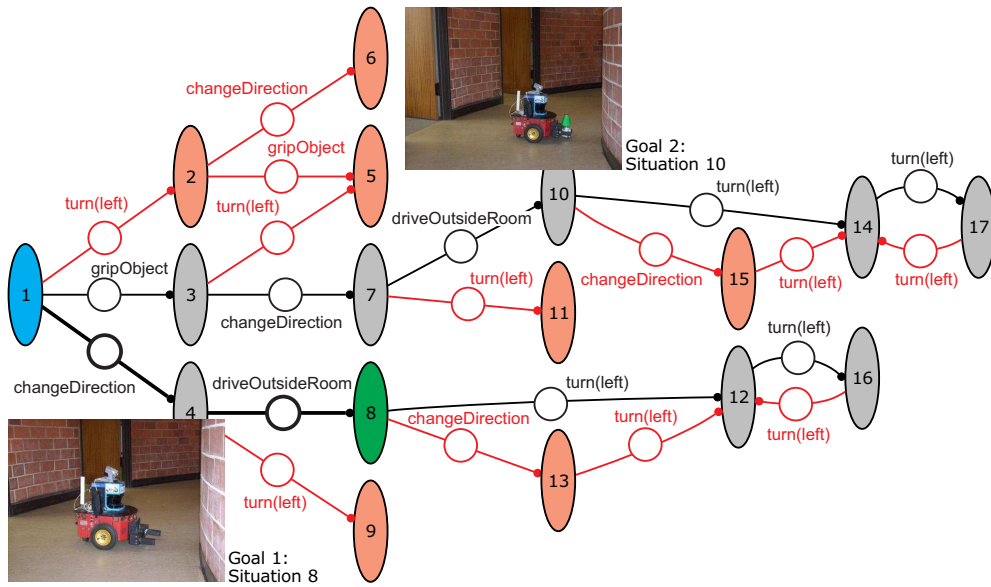 6
changeDirection
Goal 2:
Situation 10
gripObject
turn(left)
2
5
turn(left)
turn(left)
10
turn(left)
14
17
driveOutsideRoom
gripObject
1
3
7
changeDirection
turn(left)
11
changeDirection
15
turn(left)
turn(left)
changeDirection
4
driveOutsideRoom
8
turn(left)
12
turn(left)
16
changeDirection
turn(left)
turn(left)
13
turn(left)
9
Goal 1:
Situation 8